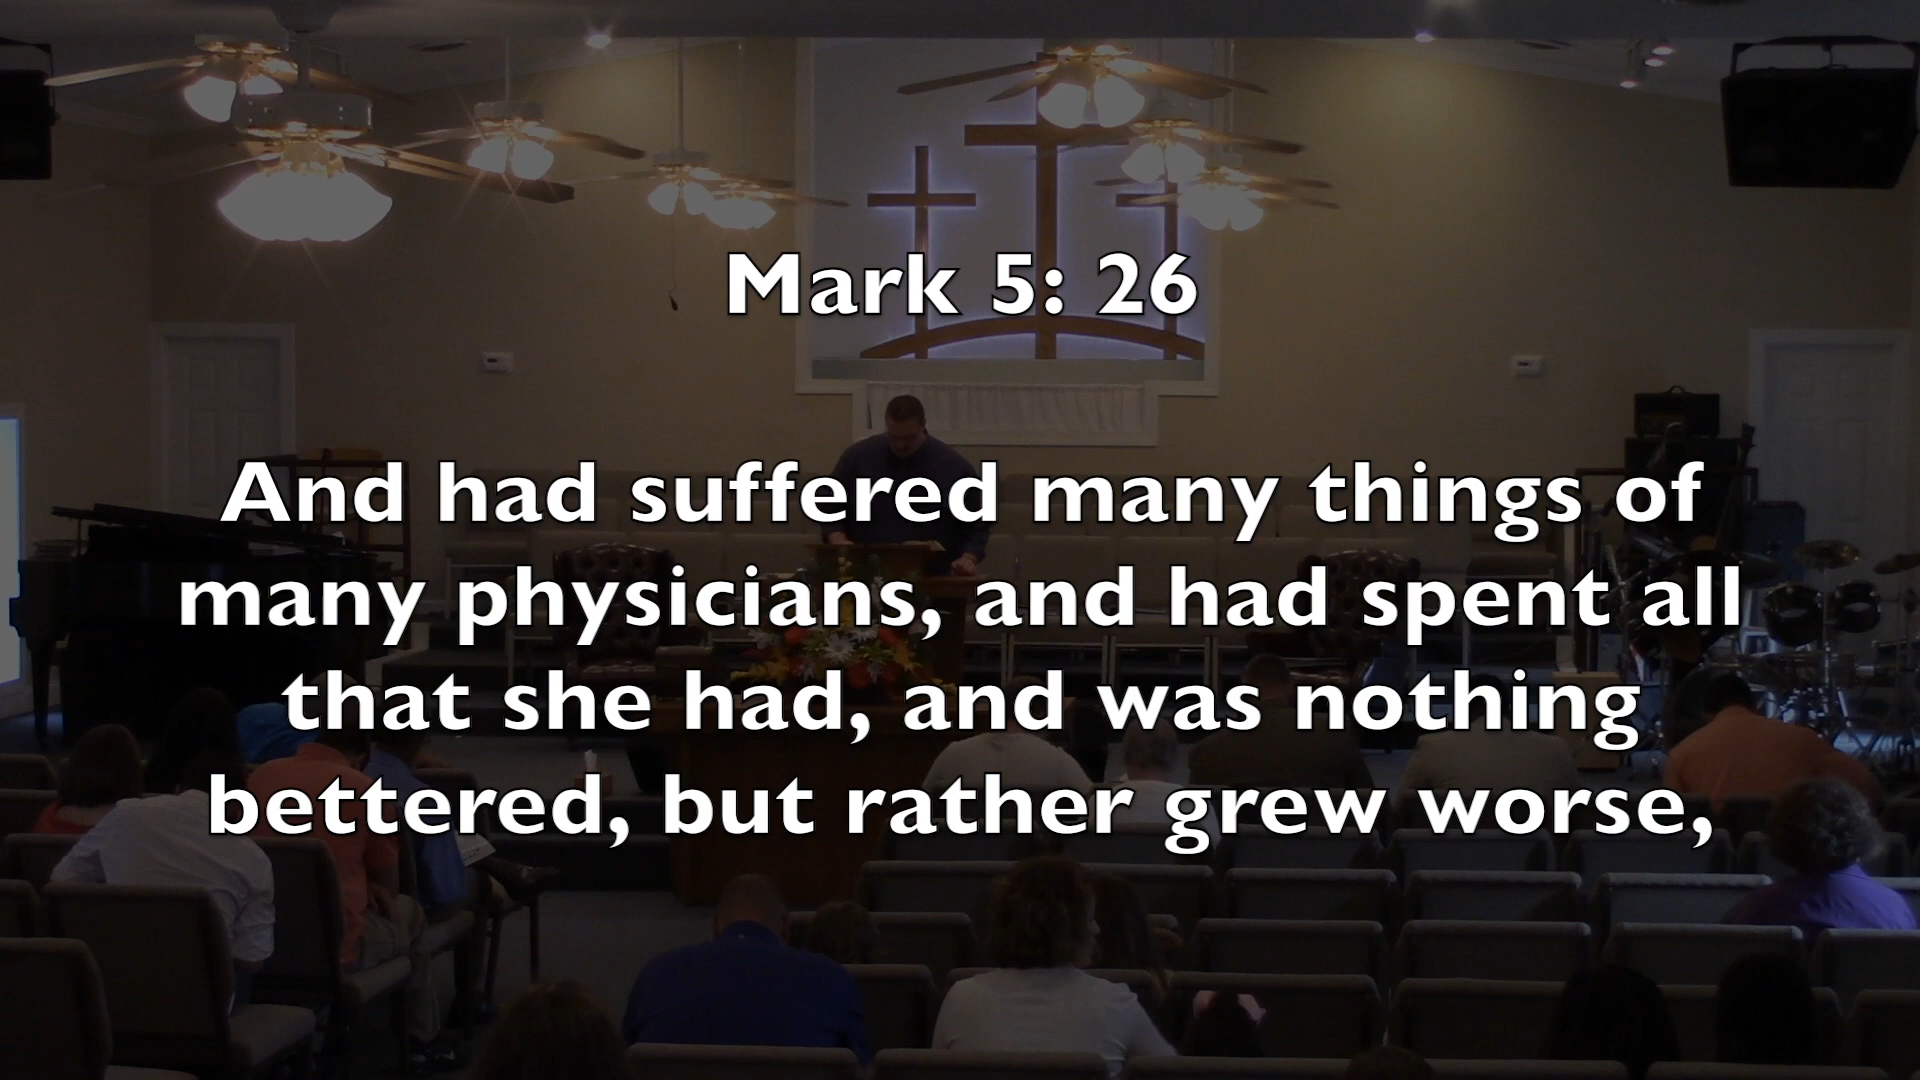 Mark 5: 26
And had suffered many things of
many physicians, and had spent all
that she had, and was nothing
bettered, but rather grew worse,